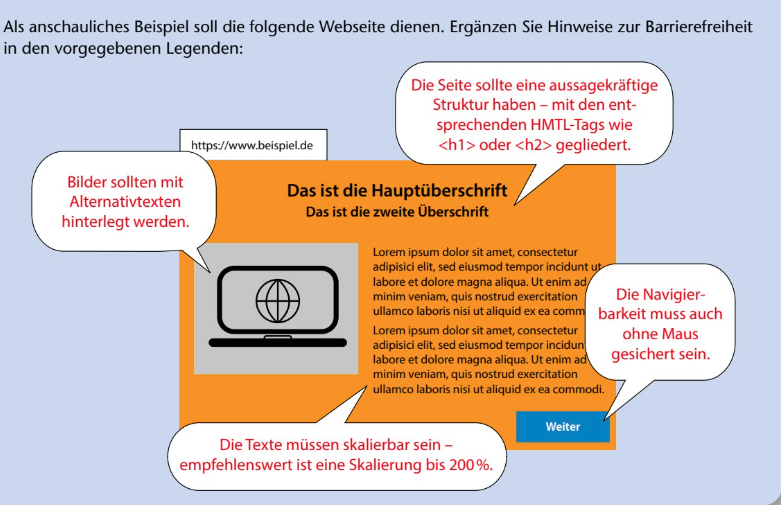 Als anschauliches Beispiel soll die folgende Webseite dienen. Ergänzen Sie Hinweise zur Barrierefreiheit
in den vorgegebenen Legenden:
Die Seite sollte eine aussagekräftige
Struktur haben – mit den ent-
sprechenden HMTL-Tags wie
<h1> oder <h2> gegliedert.
https://www.beispiel.de
Bilder sollten mit
Alternativtexten
hinterlegt werden.
Das ist die Hauptüberschrift
Das ist die zweite Überschrift
Lorem ipsum dolor sit amet, consectetur
adipisici elit, sed eiusmod tempor incidunt ut
labore et dolore magna aliqua. Ut enim ad
minim veniam, quis nostrud exercitation
ullamco laboris nisi ut aliquid ex ea comm
Lorem ipsum dolor sit amet, consectetur
adipisici elit, sed eiusmod tempor incidun
labore et dolore magna aliqua. Ut enim ad
minim veniam, quis nostrud exercitation
ullamco laboris nisi ut aliquid ex ea commodi.
Die Navigier-
barkeit muss auch
ohne Maus
gesichert sein.
Weiter
Die Texte müssen skalierbar sein –
empfehlenswert ist eine Skalierung bis 200%.